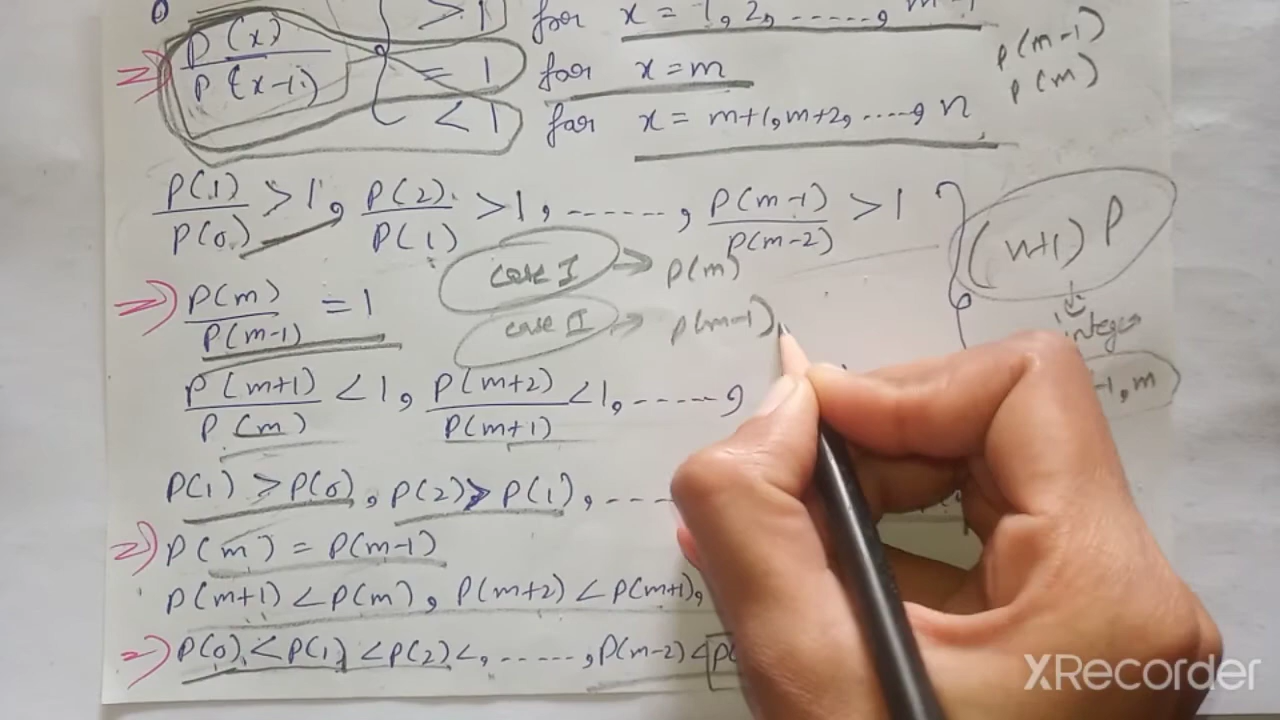 > 1 for x = 1, 2, ....., m-1
P(x)
P(x-1)
= 1 for x = m
< 1 for x = m+1, m+2, ....., n
P(m-1)
P(m)
P(1)/P(0) > 1, P(2)/P(1) > 1, ......, P(m-1)/P(m-2) > 1
(n+1) P
case I → P(m)
P(m)/P(m-1) = 1
case II → P(m-1)
integer
P(m+1)/P(m) < 1, P(m+2)/P(m+1) < 1, .....,
-1, m
P(1) > P(0), P(2) > P(1), ....
P(m) = P(m-1)
P(m+1) < P(m), P(m+2) < P(m+1),
⇒ P(0) < P(1) < P(2) <, ......, P(m-2) <
XRecorder